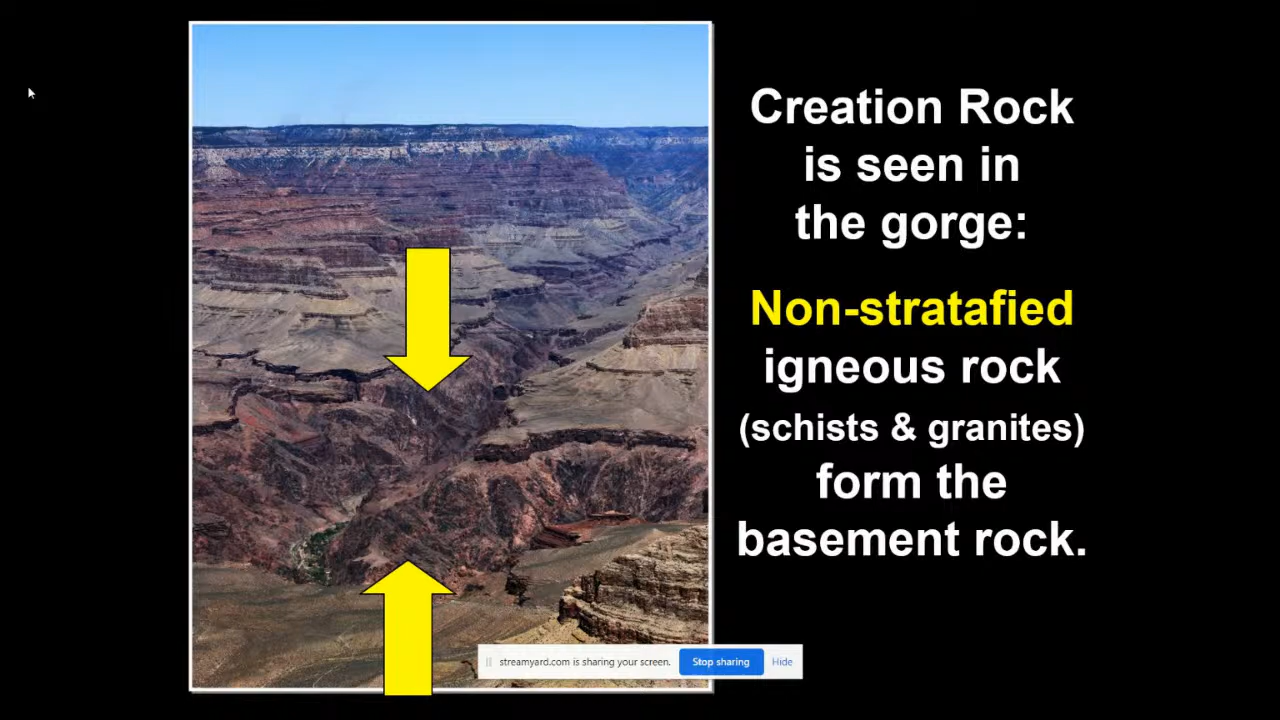 Creation Rock
is seen in
the gorge:
Non-stratafied
igneous rock
(schists & granites)
form the
basement rock.
streamyard.com is sharing your screen. Stop sharing Hide